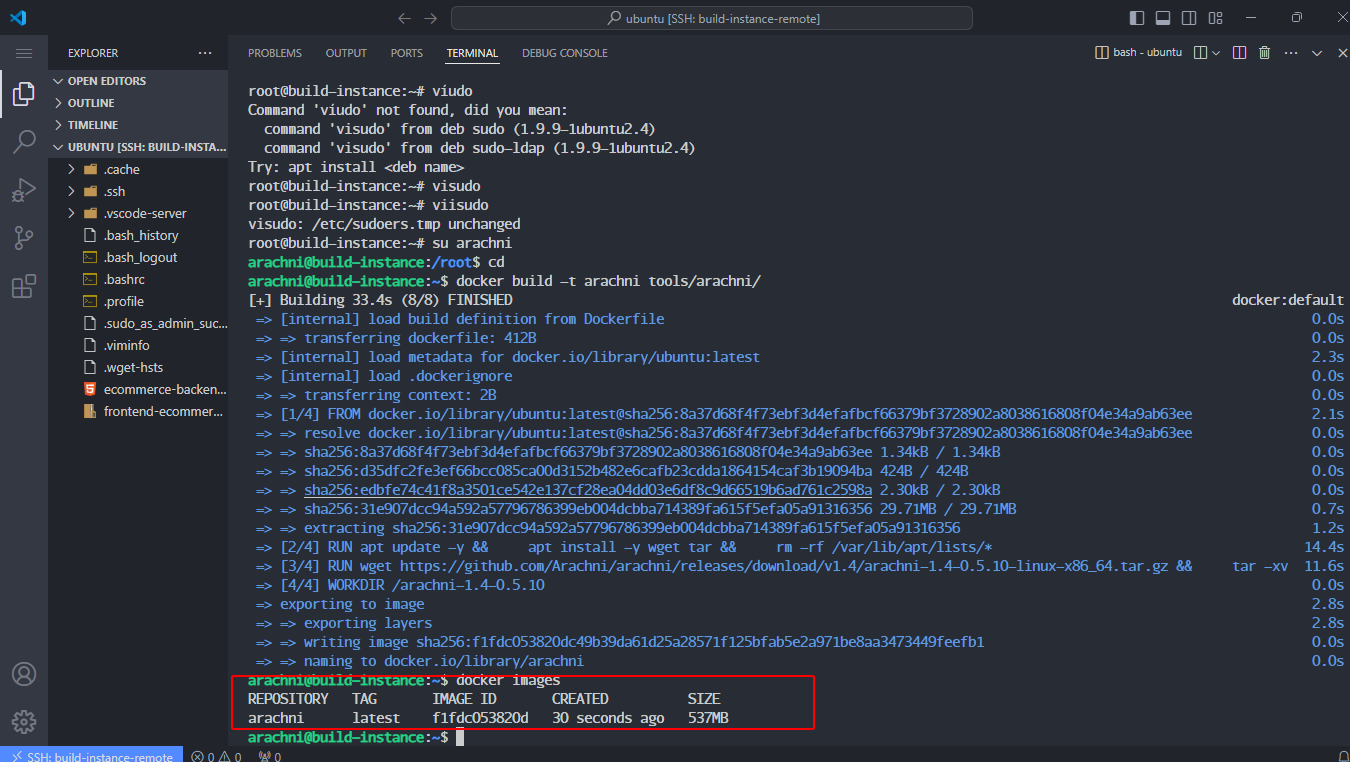 ubuntu [SSH: build-instance-remote]
EXPLORER
OPEN EDITORS
OUTLINE
TIMELINE
UBUNTU [SSH: BUILD-INSTA...
.cache
.ssh
.vscode-server
.bash_history
.bash_logout
.bashrc
.profile
.sudo_as_admin_suc...
.viminfo
.wget-hsts
ecommerce-backen...
frontend-ecommer...
PROBLEMS OUTPUT PORTS TERMINAL DEBUG CONSOLE
bash - ubuntu
root@build-instance:~# viudo
Command 'viudo' not found, did you mean:
command 'visudo' from deb sudo (1.9.9-1ubuntu2.4)
command 'visudo' from deb sudo-ldap (1.9.9-1ubuntu2.4)
Try: apt install <deb name>
root@build-instance:~# visudo
root@build-instance:~# viisudo
visudo: /etc/sudoers.tmp unchanged
root@build-instance:~# su arachni
arachni@build-instance:/root$ cd
arachni@build-instance:~$ docker build -t arachni tools/arachni/
[+] Building 33.4s (8/8) FINISHED docker:default
=> [internal] load build definition from Dockerfile 0.0s
=> => transferring dockerfile: 412B 0.0s
=> [internal] load metadata for docker.io/library/ubuntu:latest 2.3s
=> [internal] load .dockerignore 0.0s
=> => transferring context: 2B 0.0s
=> [1/4] FROM docker.io/library/ubuntu:latest@sha256:8a37d68f4f73ebf3d4efafbcf66379bf3728902a8038616808f04e34a9ab63ee 2.1s
=> => resolve docker.io/library/ubuntu:latest@sha256:8a37d68f4f73ebf3d4efafbcf66379bf3728902a8038616808f04e34a9ab63ee 0.0s
=> => sha256:8a37d68f4f73ebf3d4efafbcf66379bf3728902a8038616808f04e34a9ab63ee 1.34kB / 1.34kB 0.0s
=> => sha256:d35dfc2fe3ef66bcc085ca00d3152b482e6cafb23cdda1864154caf3b19094ba 424B / 424B 0.0s
=> => sha256:edbfe74c41f8a3501ce542e137cf28ea04dd03e6df8c9d66519b6ad761c2598a 2.30kB / 2.30kB 0.0s
=> => sha256:31e907dcc94a592a57796786399eb004dcbba714389fa615f5efa05a91316356 29.71MB / 29.71MB 0.7s
=> => extracting sha256:31e907dcc94a592a57796786399eb004dcbba714389fa615f5efa05a91316356 1.2s
=> [2/4] RUN apt update -y && apt install -y wget tar && rm -rf /var/lib/apt/lists/* 14.4s
=> [3/4] RUN wget https://github.com/Arachni/arachni/releases/download/v1.4/arachni-1.4-0.5.10-linux-x86_64.tar.gz && tar -xv 11.6s
=> [4/4] WORKDIR /arachni-1.4-0.5.10 0.0s
=> exporting to image 2.8s
=> => exporting layers 2.8s
=> => writing image sha256:f1fdc053820dc49b39da61d25a28571f125bfab5e2a971be8aa3473449feefb1 0.0s
=> => naming to docker.io/library/arachni 0.0s
arachni@build-instance:~$ docker images
REPOSITORY TAG IMAGE ID CREATED SIZE
arachni latest f1fdc053820d 30 seconds ago 537MB
arachni@build-instance:~$
SSH: build-instance-remote 0 0 0